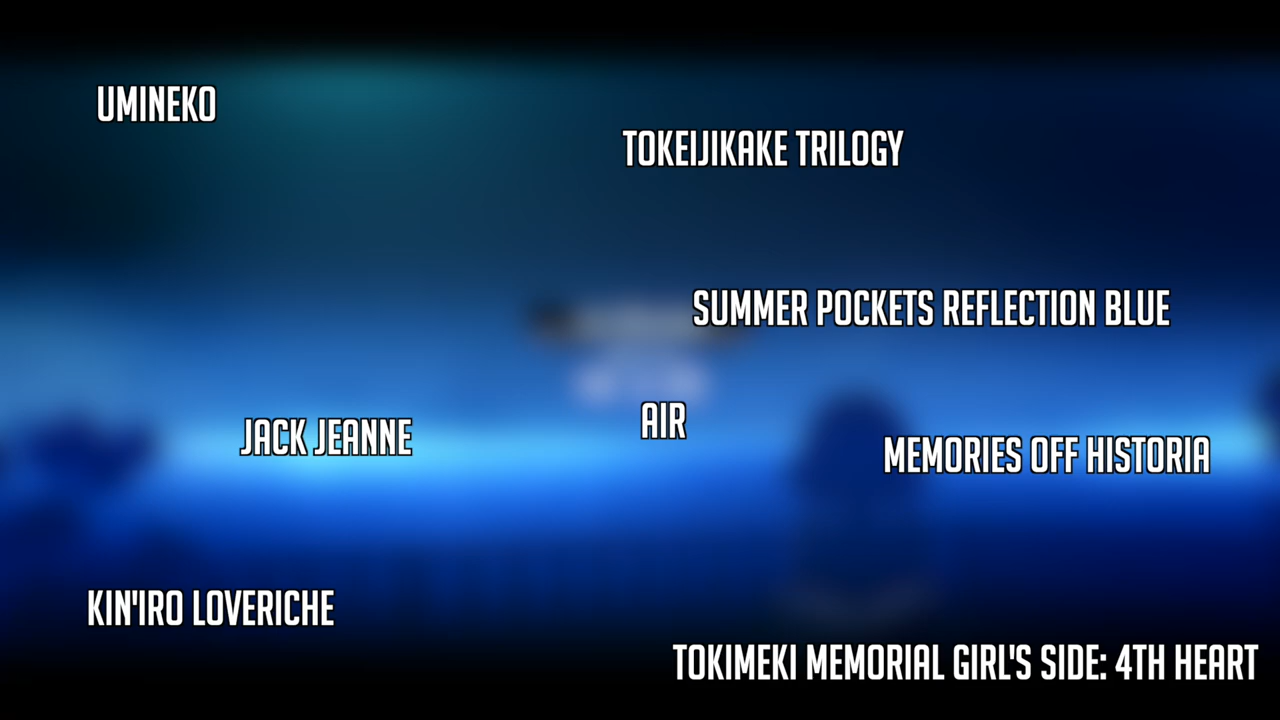 UMINEKO
TOKEIJIKAKE TRILOGY
SUMMER POCKETS REFLECTION BLUE
JACK JEANNE
AIR
MEMORIES OFF HISTORIA
KIN'IRO LOVERICHE
TOKIMEKI MEMORIAL GIRL'S SIDE: 4TH HEART